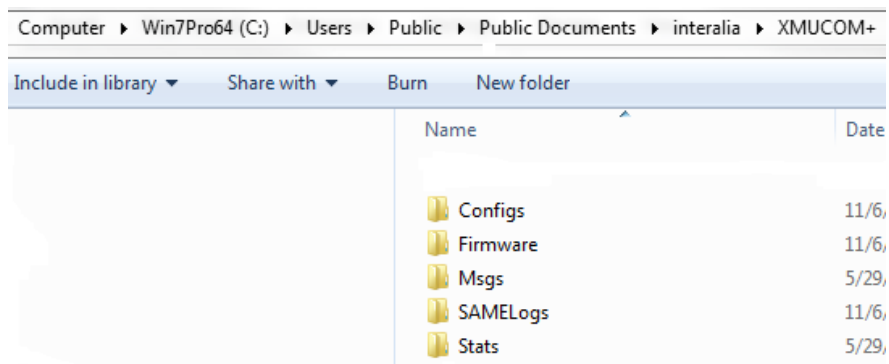 Computer ▸ Win7Pro64 (C:) ▸ Users ▸ Public ▸ Public Documents ▸ interalia ▸ XMUCOM+
Include in library ▼ Share with ▼ Burn New folder
Name Date
Configs 11/6/
Firmware 11/6/
Msgs 5/29/
SAMELogs 11/6/
Stats 5/29/